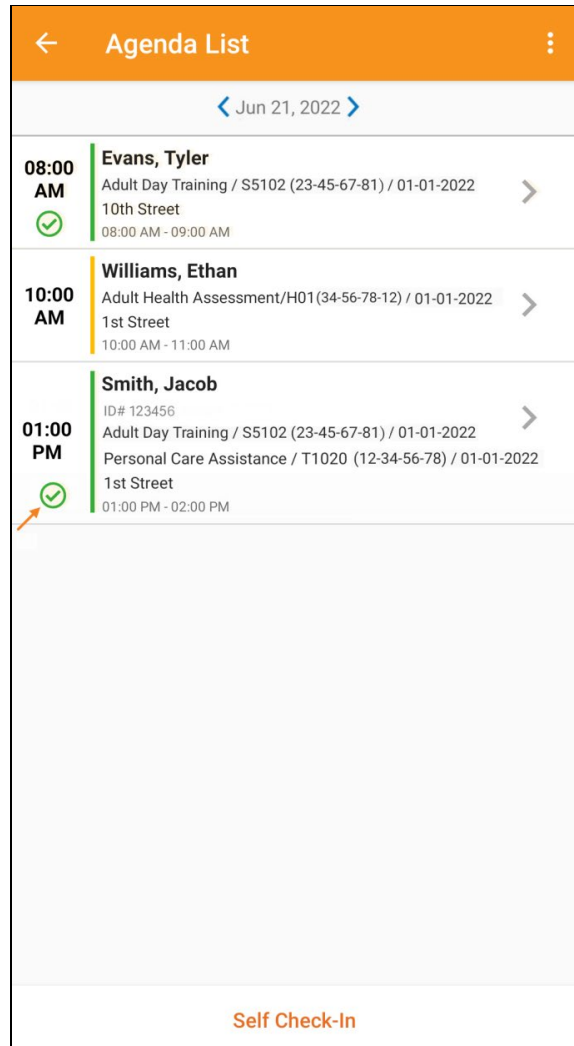 Agenda List
Jun 21, 2022
08:00
AM
Evans, Tyler
Adult Day Training / S5102 (23-45-67-81) / 01-01-2022
10th Street
08:00 AM - 09:00 AM
10:00
AM
Williams, Ethan
Adult Health Assessment/H01(34-56-78-12) / 01-01-2022
1st Street
10:00 AM - 11:00 AM
01:00
PM
Smith, Jacob
ID# 123456
Adult Day Training / S5102 (23-45-67-81) / 01-01-2022
Personal Care Assistance / T1020 (12-34-56-78) / 01-01-2022
1st Street
01:00 PM - 02:00 PM
Self Check-In